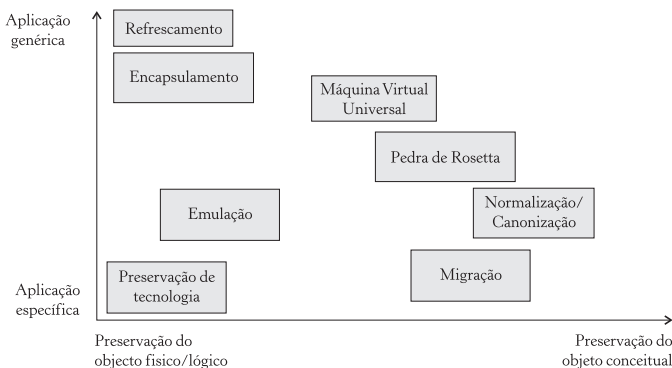 Aplicação
genérica
Refrescamento
Encapsulamento
Máquina Virtual
Universal
Pedra de Rosetta
Normalização/
Canonização
Emulação
Migração
Preservação de
tecnologia
Aplicação
específica
Preservação do
objecto fisico/lógico
Preservação do
objeto conceitual